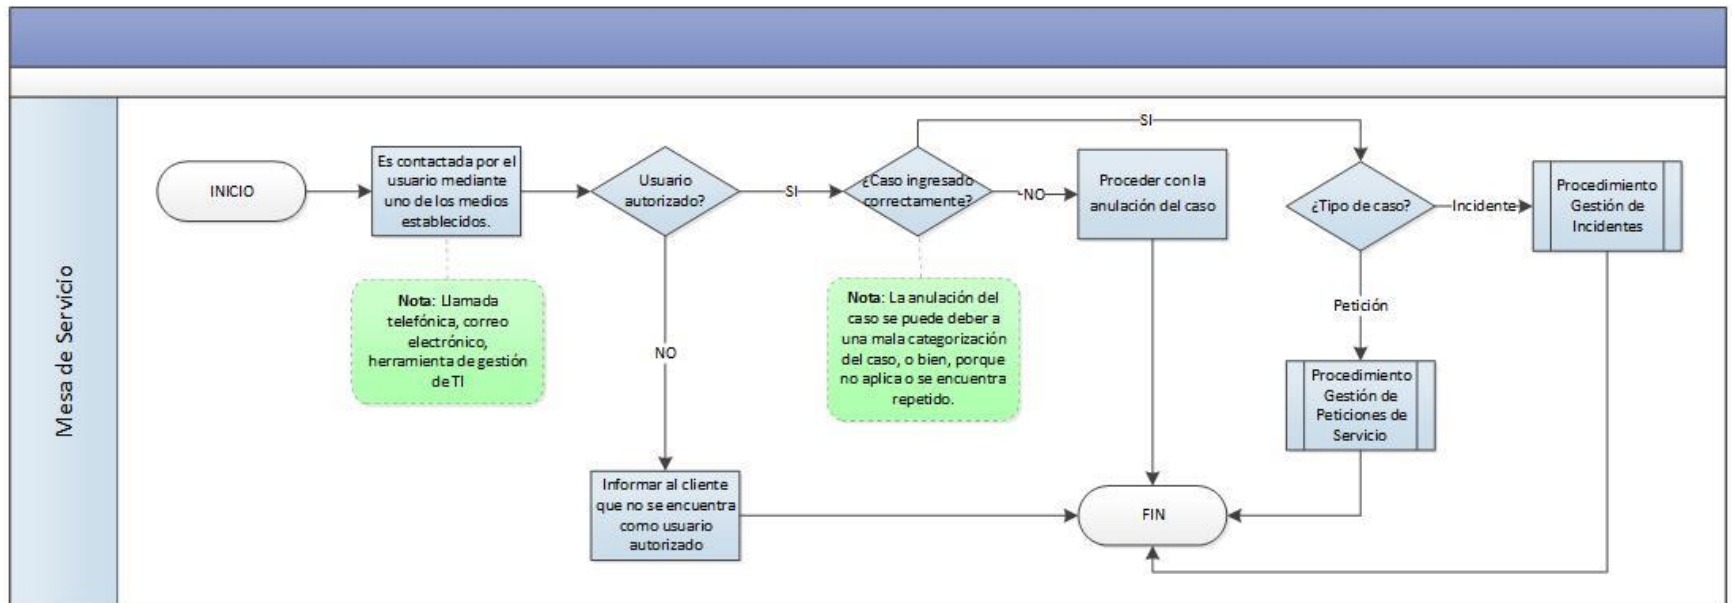 Mesa de Servicio
INICIO
Es contactada por el
usuario mediante
uno de los medios
establecidos.
Nota: Llamada
telefónica, correo
electrónico,
herramienta de gestión
de TI
Usuario
autorizado?
SI
NO
Informar al cliente
que no se encuentra
como usuario
autorizado
¿Caso ingresado
correctamente?
Nota: La anulación del
caso se puede deber a
una mala categorización
del caso, o bien, porque
no aplica o se encuentra
repetido.
NO
Proceder con la
anulación del caso
SI
¿Tipo de caso?
Incidente
Procedimiento
Gestión de
Incidentes
Petición
Procedimiento
Gestión de
Peticiones de
Servicio
FIN